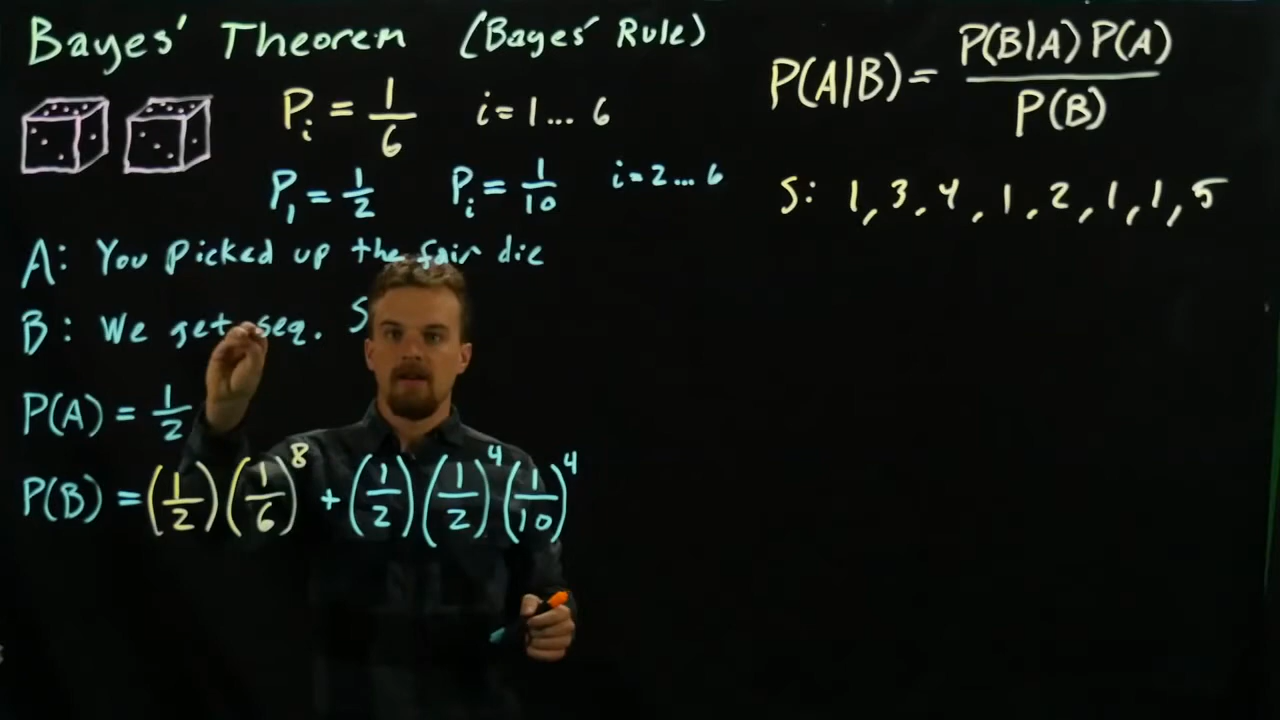 Bayes' Theorem (Bayes' Rule)
P(A|B) = P(B|A) P(A) / P(B)
P_i = 1/6 i = 1 ... 6
P_1 = 1/2 P_i = 1/10 i = 2 ... 6
S: 1, 3, 4, 1, 2, 1, 1, 5
A: You picked up the fair die
B: We get seq. S
P(A) = 1/2
P(B) = (1/2)(1/6)^8 + (1/2)(1/2)^4(1/10)^4